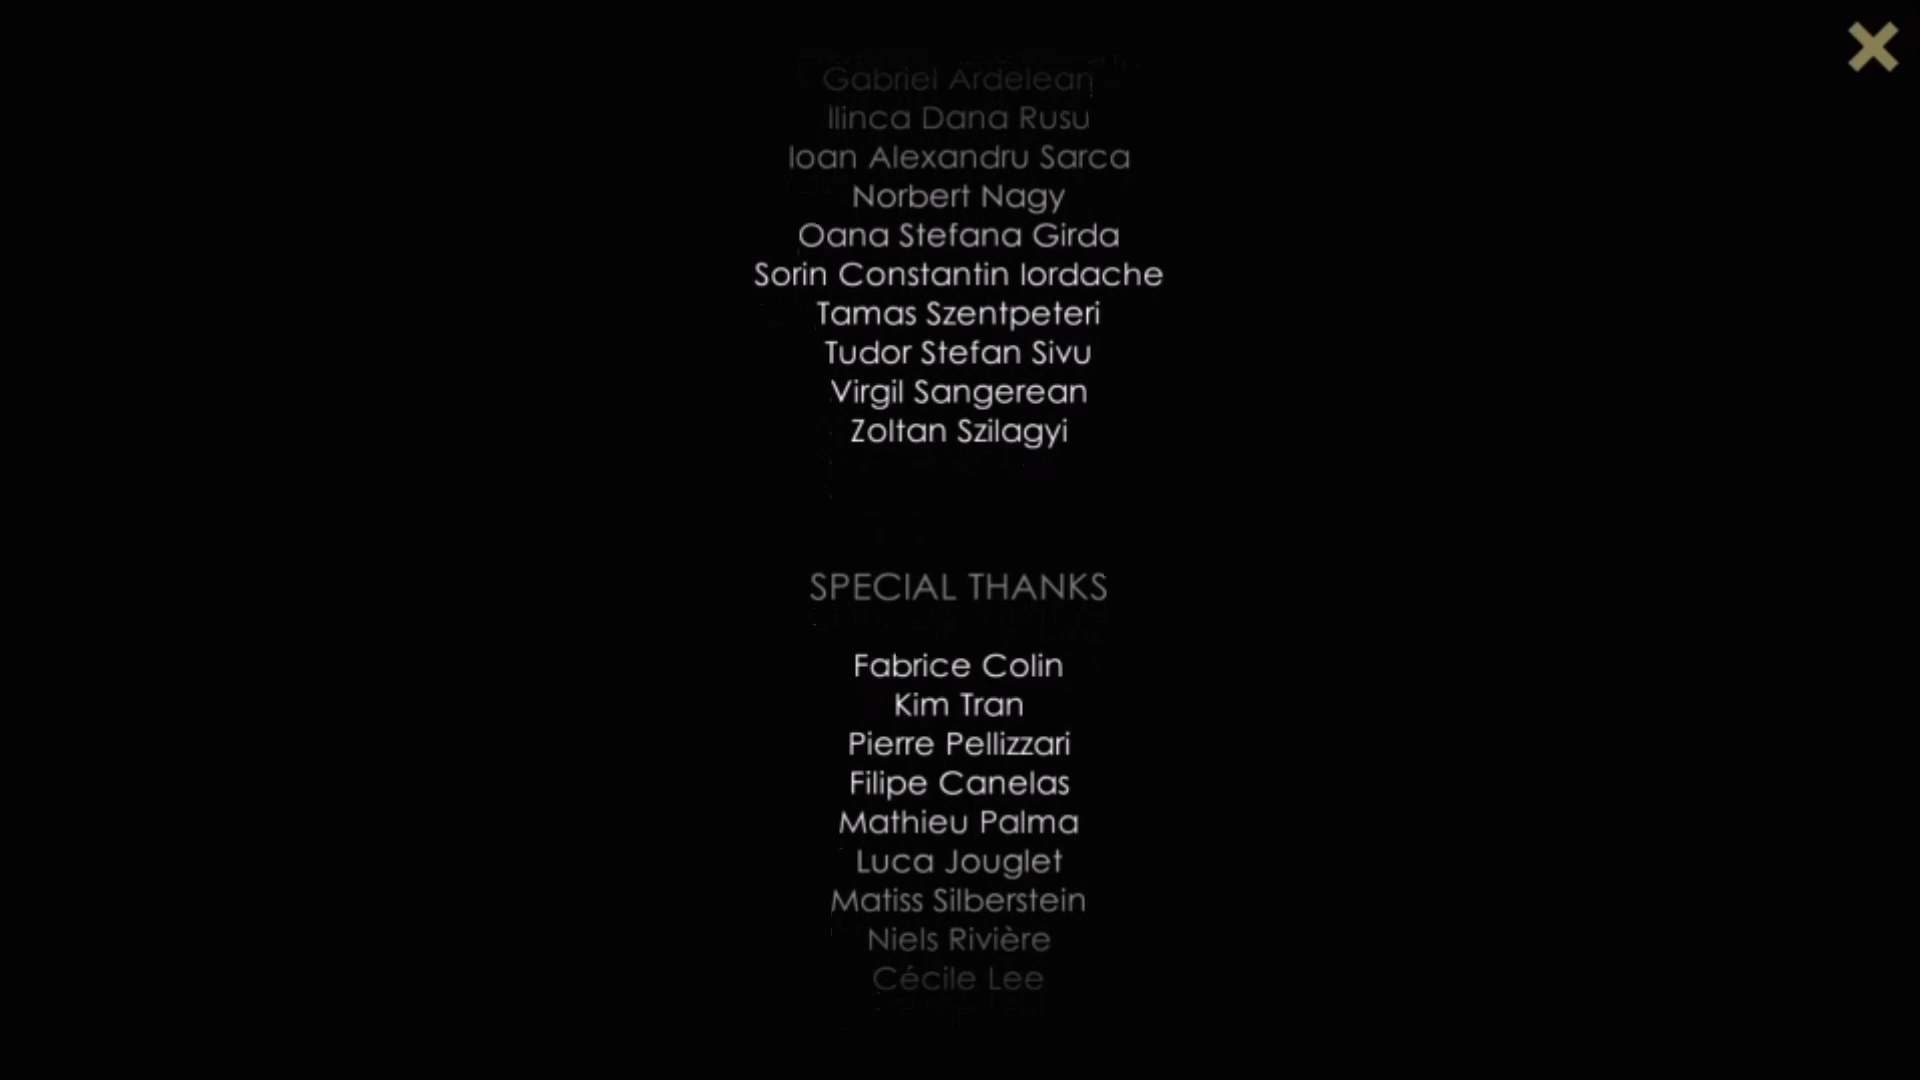 Gabriel Ardelean
Ilinca Dana Rusu
Ioan Alexandru Sarca
Norbert Nagy
Oana Stefana Girda
Sorin Constantin Iordache
Tamas Szentpeteri
Tudor Stefan Sivu
Virgil Sangerean
Zoltan Szilagyi
SPECIAL THANKS
Fabrice Colin
Kim Tran
Pierre Pellizzari
Filipe Canelas
Mathieu Palma
Luca Jouglet
Matiss Silberstein
Niels Rivière
Cécile Lee